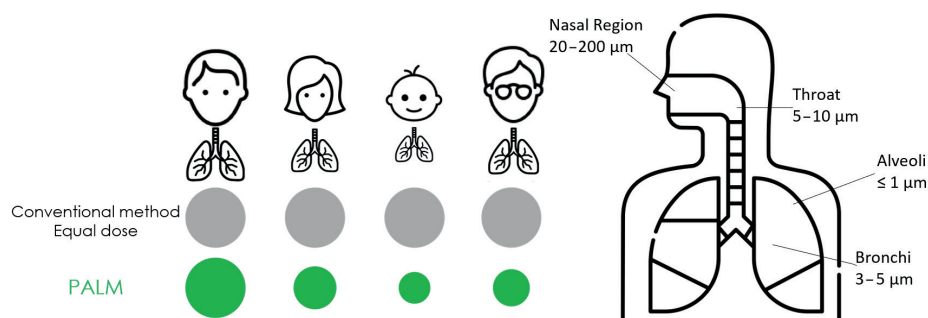 Conventional method
Equal dose
PALM
Nasal Region
20–200 μm
Throat
5–10 μm
Alveoli
≤ 1 μm
Bronchi
3–5 μm